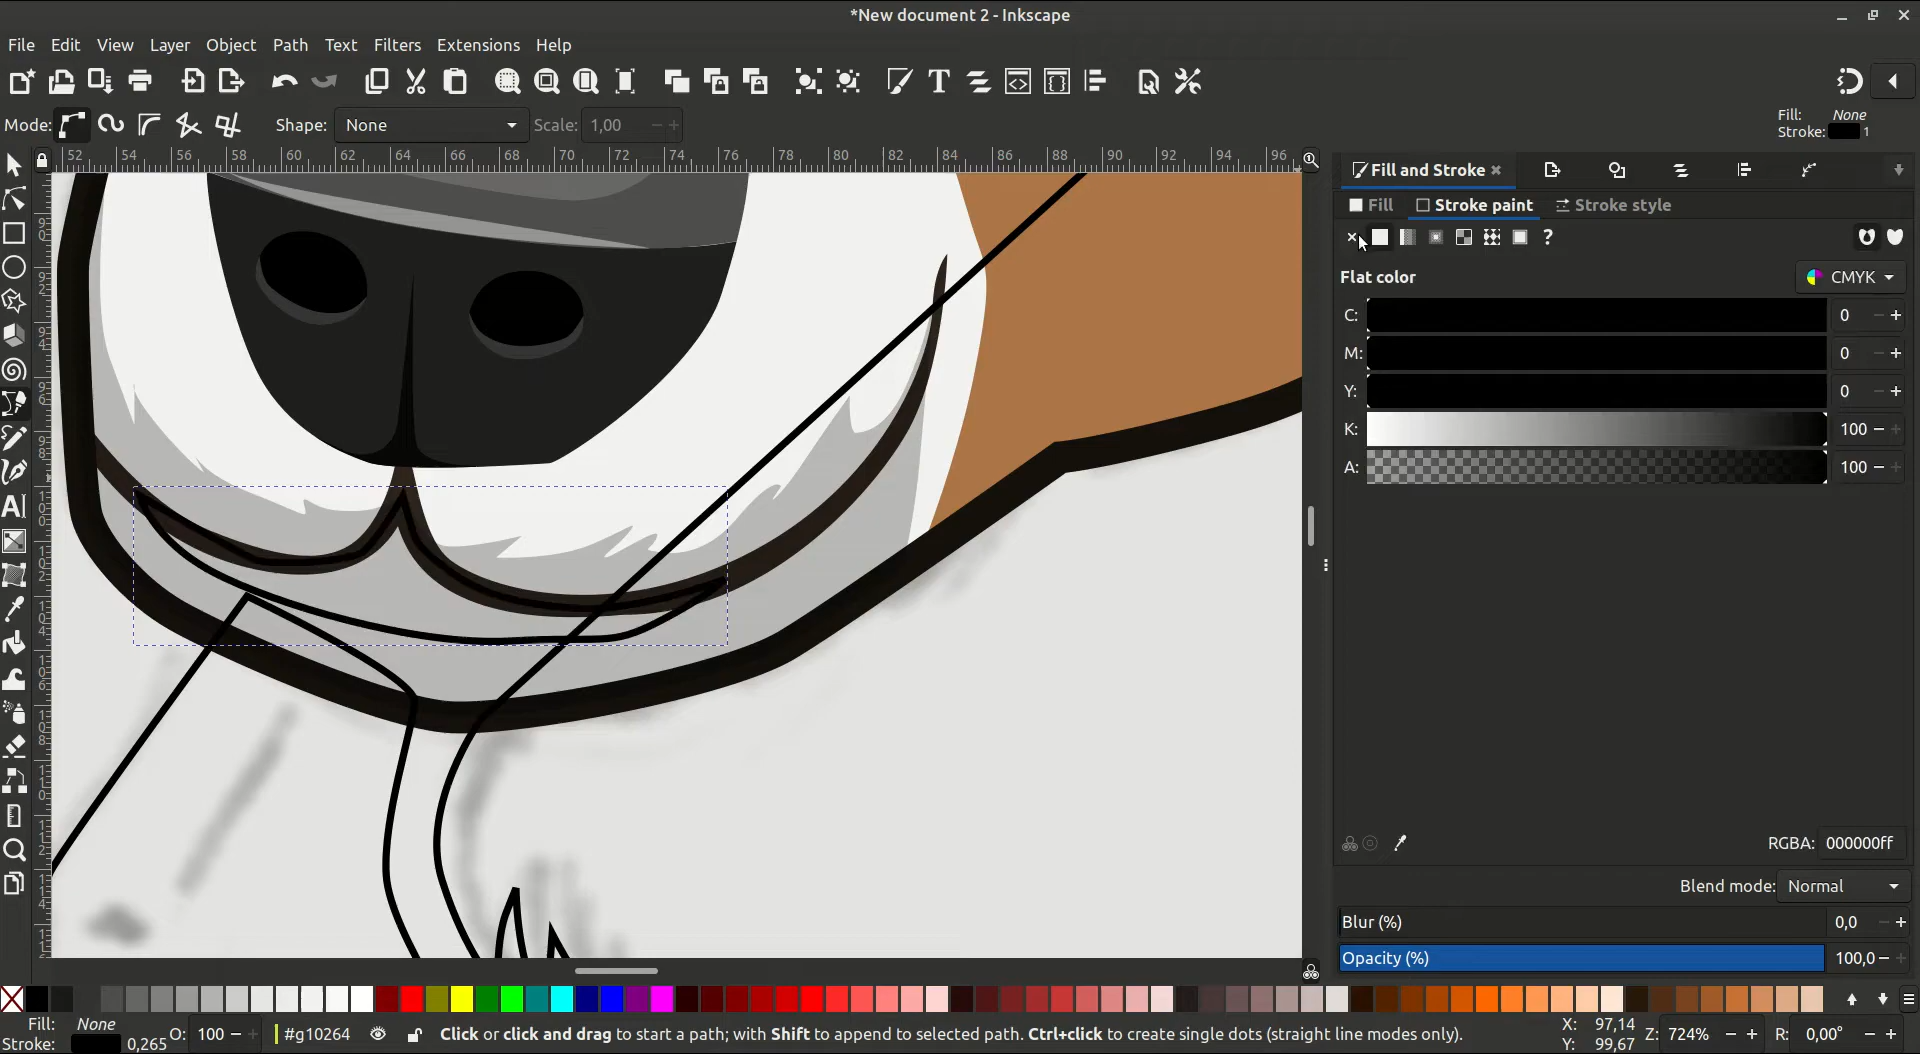 *New document 2 - Inkscape
File Edit View Layer Object Path Text Filters Extensions Help
Mode: Shape: None Scale: 1,00
Fill: None
Stroke: 1
52 54 56 58 60 62 64 66 68 70 72 74 76 78 80 82 84 86 88 90 92 94 96
Fill and Stroke
Fill Stroke paint Stroke style
Flat color CMYK
C: 0
M: 0
Y: 0
K: 100
A: 100
RGBA: 000000ff
Blend mode: Normal
Blur (%) 0,0
Opacity (%) 100,0
Fill: None O: 100 #g10264 Click or click and drag to start a path; with Shift to append to selected path. Ctrl+click to create single dots (straight line modes only). X: 97,14 Z: 724% R: 0,00°
Stroke: 0,265 Y: 99,67